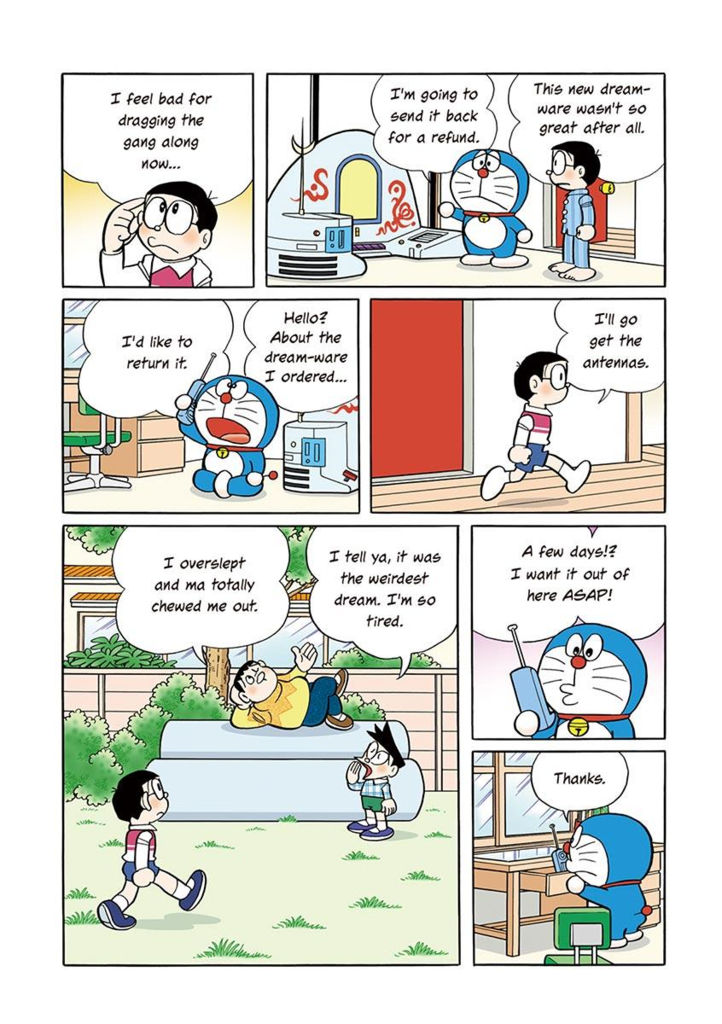 This new dream-
ware wasn't so
great after all.
I'm going to
send it back
for a refund.
I feel bad for
dragging the
gang along
now...
I'll go
get the
antennas.
Hello?
About the
dream-ware
I ordered...
I'd like to
return it.
A few days!?
I want it out of
here ASAP!
Thanks.
I tell ya, it was
the weirdest
dream. I'm so
tired.
I overslept
and ma totally
chewed me out.